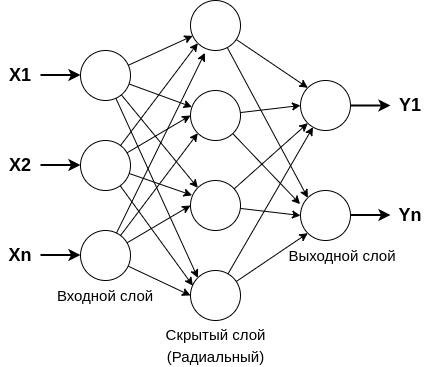 X1
Y1
X2
Yn
Xn
Выходной слой
Входной слой
Скрытый слой
(Радиальный)